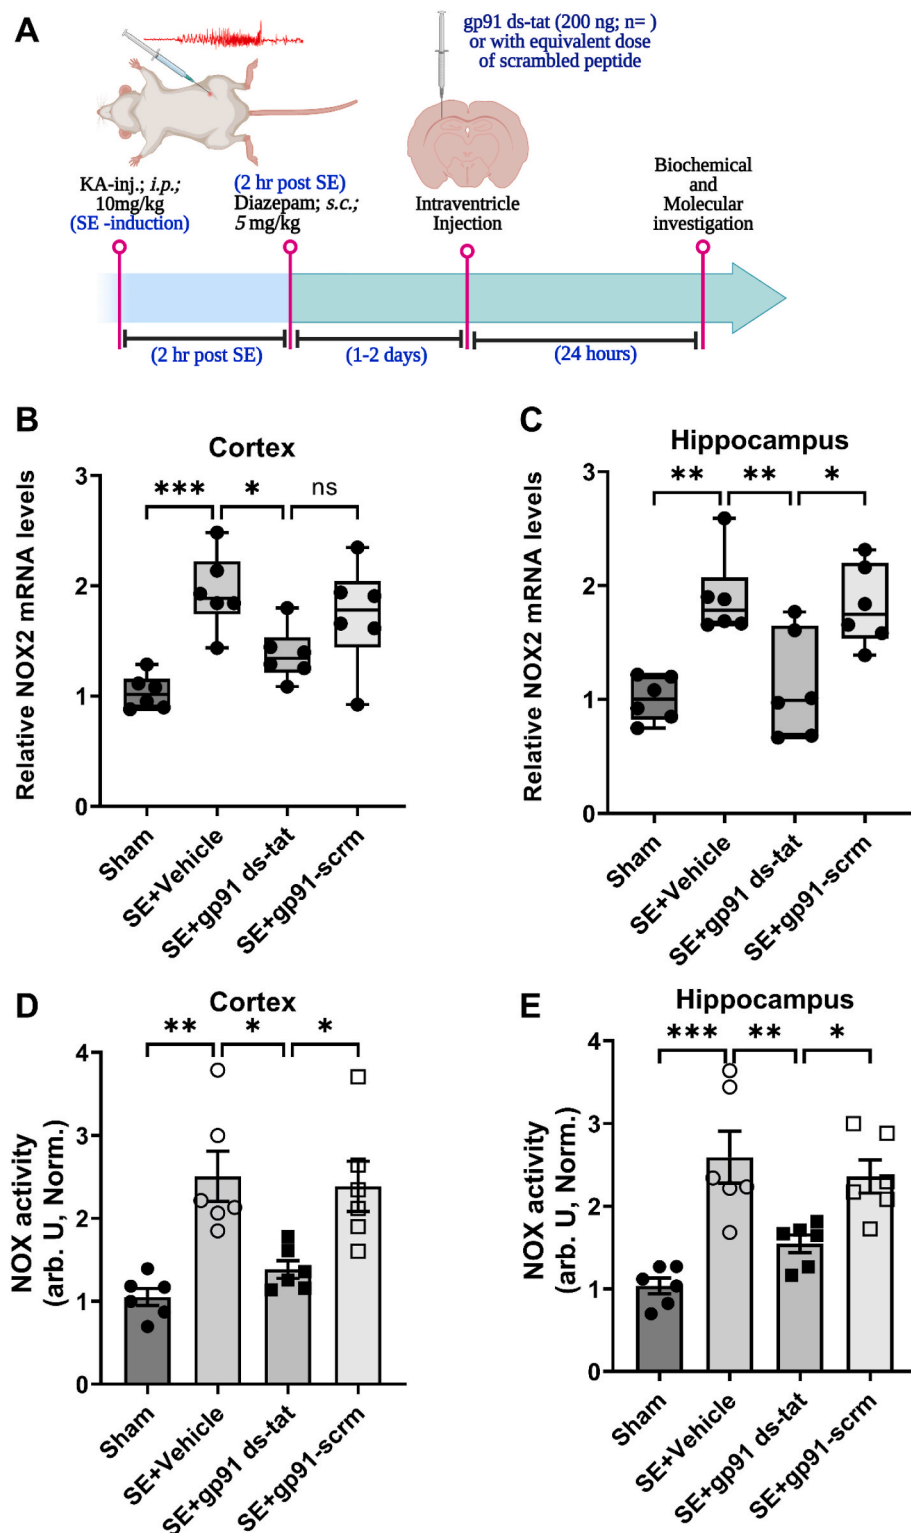 A
gp91 ds-tat (200 ng; n= )
or with equivalent dose
of scrambled peptide
KA-inj.; i.p.;
10mg/kg
(SE -induction)
(2 hr post SE)
Diazepam; s.c.;
5 mg/kg
Intraventricle
Injection
Biochemical
and
Molecular
investigation
(2 hr post SE)
(1-2 days)
(24 hours)
B
Cortex
Relative NOX2 mRNA levels
3
2
1
0
*** * ns
Sham
SE+Vehicle
SE+gp91 ds-tat
SE+gp91-scrm
C
Hippocampus
Relative NOX2 mRNA levels
3
2
1
0
** ** *
Sham
SE+Vehicle
SE+gp91 ds-tat
SE+gp91-scrm
D
Cortex
NOX activity
(arb. U, Norm.)
4
3
2
1
0
** * *
Sham
SE+Vehicle
SE+gp91 ds-tat
SE+gp91-scrm
E
Hippocampus
NOX activity
(arb. U, Norm.)
4
3
2
1
0
*** ** *
Sham
SE+Vehicle
SE+gp91 ds-tat
SE+gp91-scrm